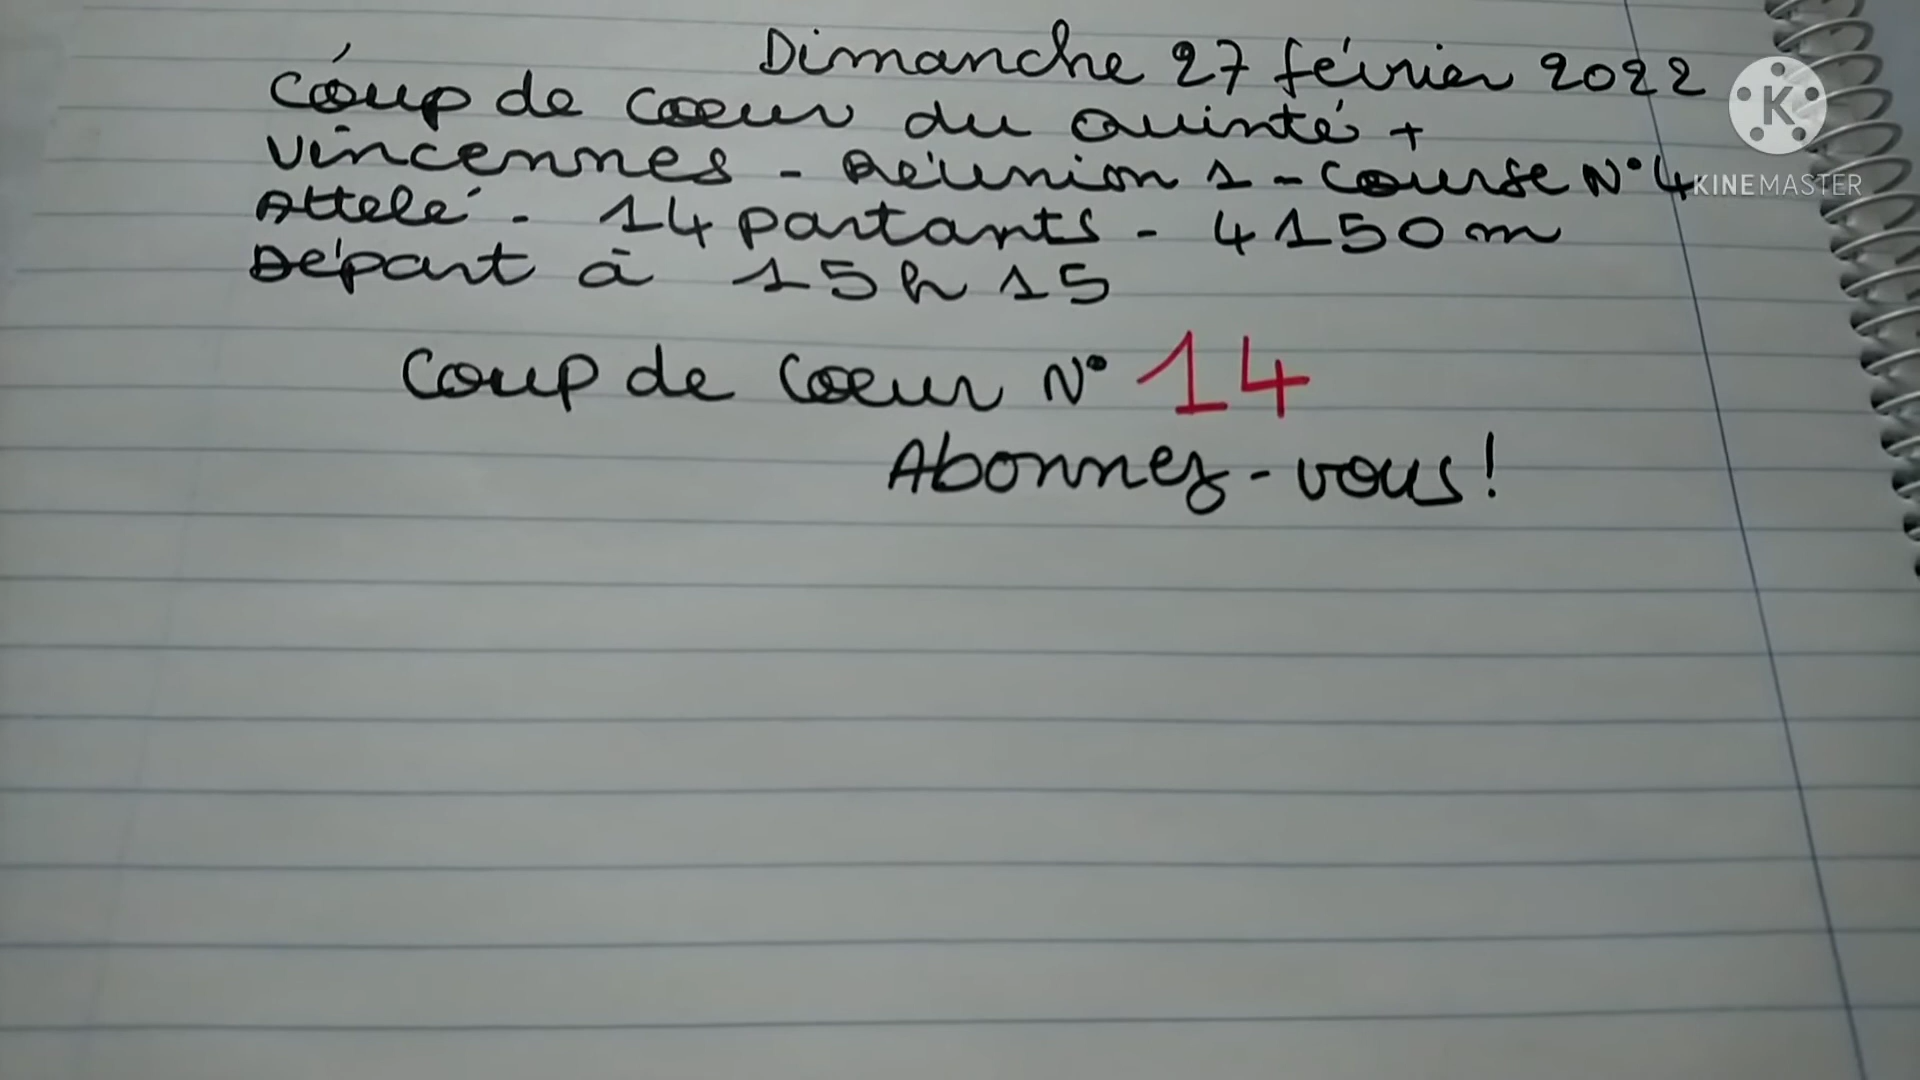 Dimanche 27 février 2022
Coup de coeur du Quinté +
Vincennes - Réunion 1 - Course N°4
Attelé - 14 partants - 4150m
Départ à 15h15
Coup de coeur N° 14
Abonnez-vous!
K
KINEMASTER